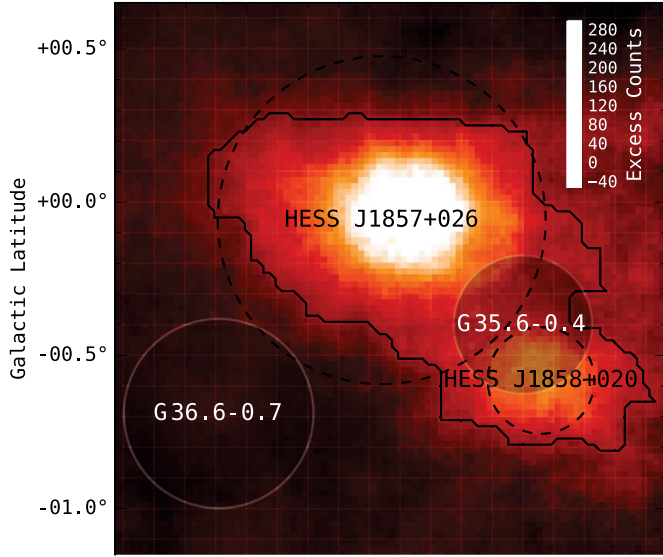 +00.5°
+00.0°
-00.5°
-01.0°
Galactic Latitude
280
240
200
160
120
80
40
0
−40
Excess Counts
HESS J1857+026
G35.6-0.4
HESS J1858+020
G36.6-0.7